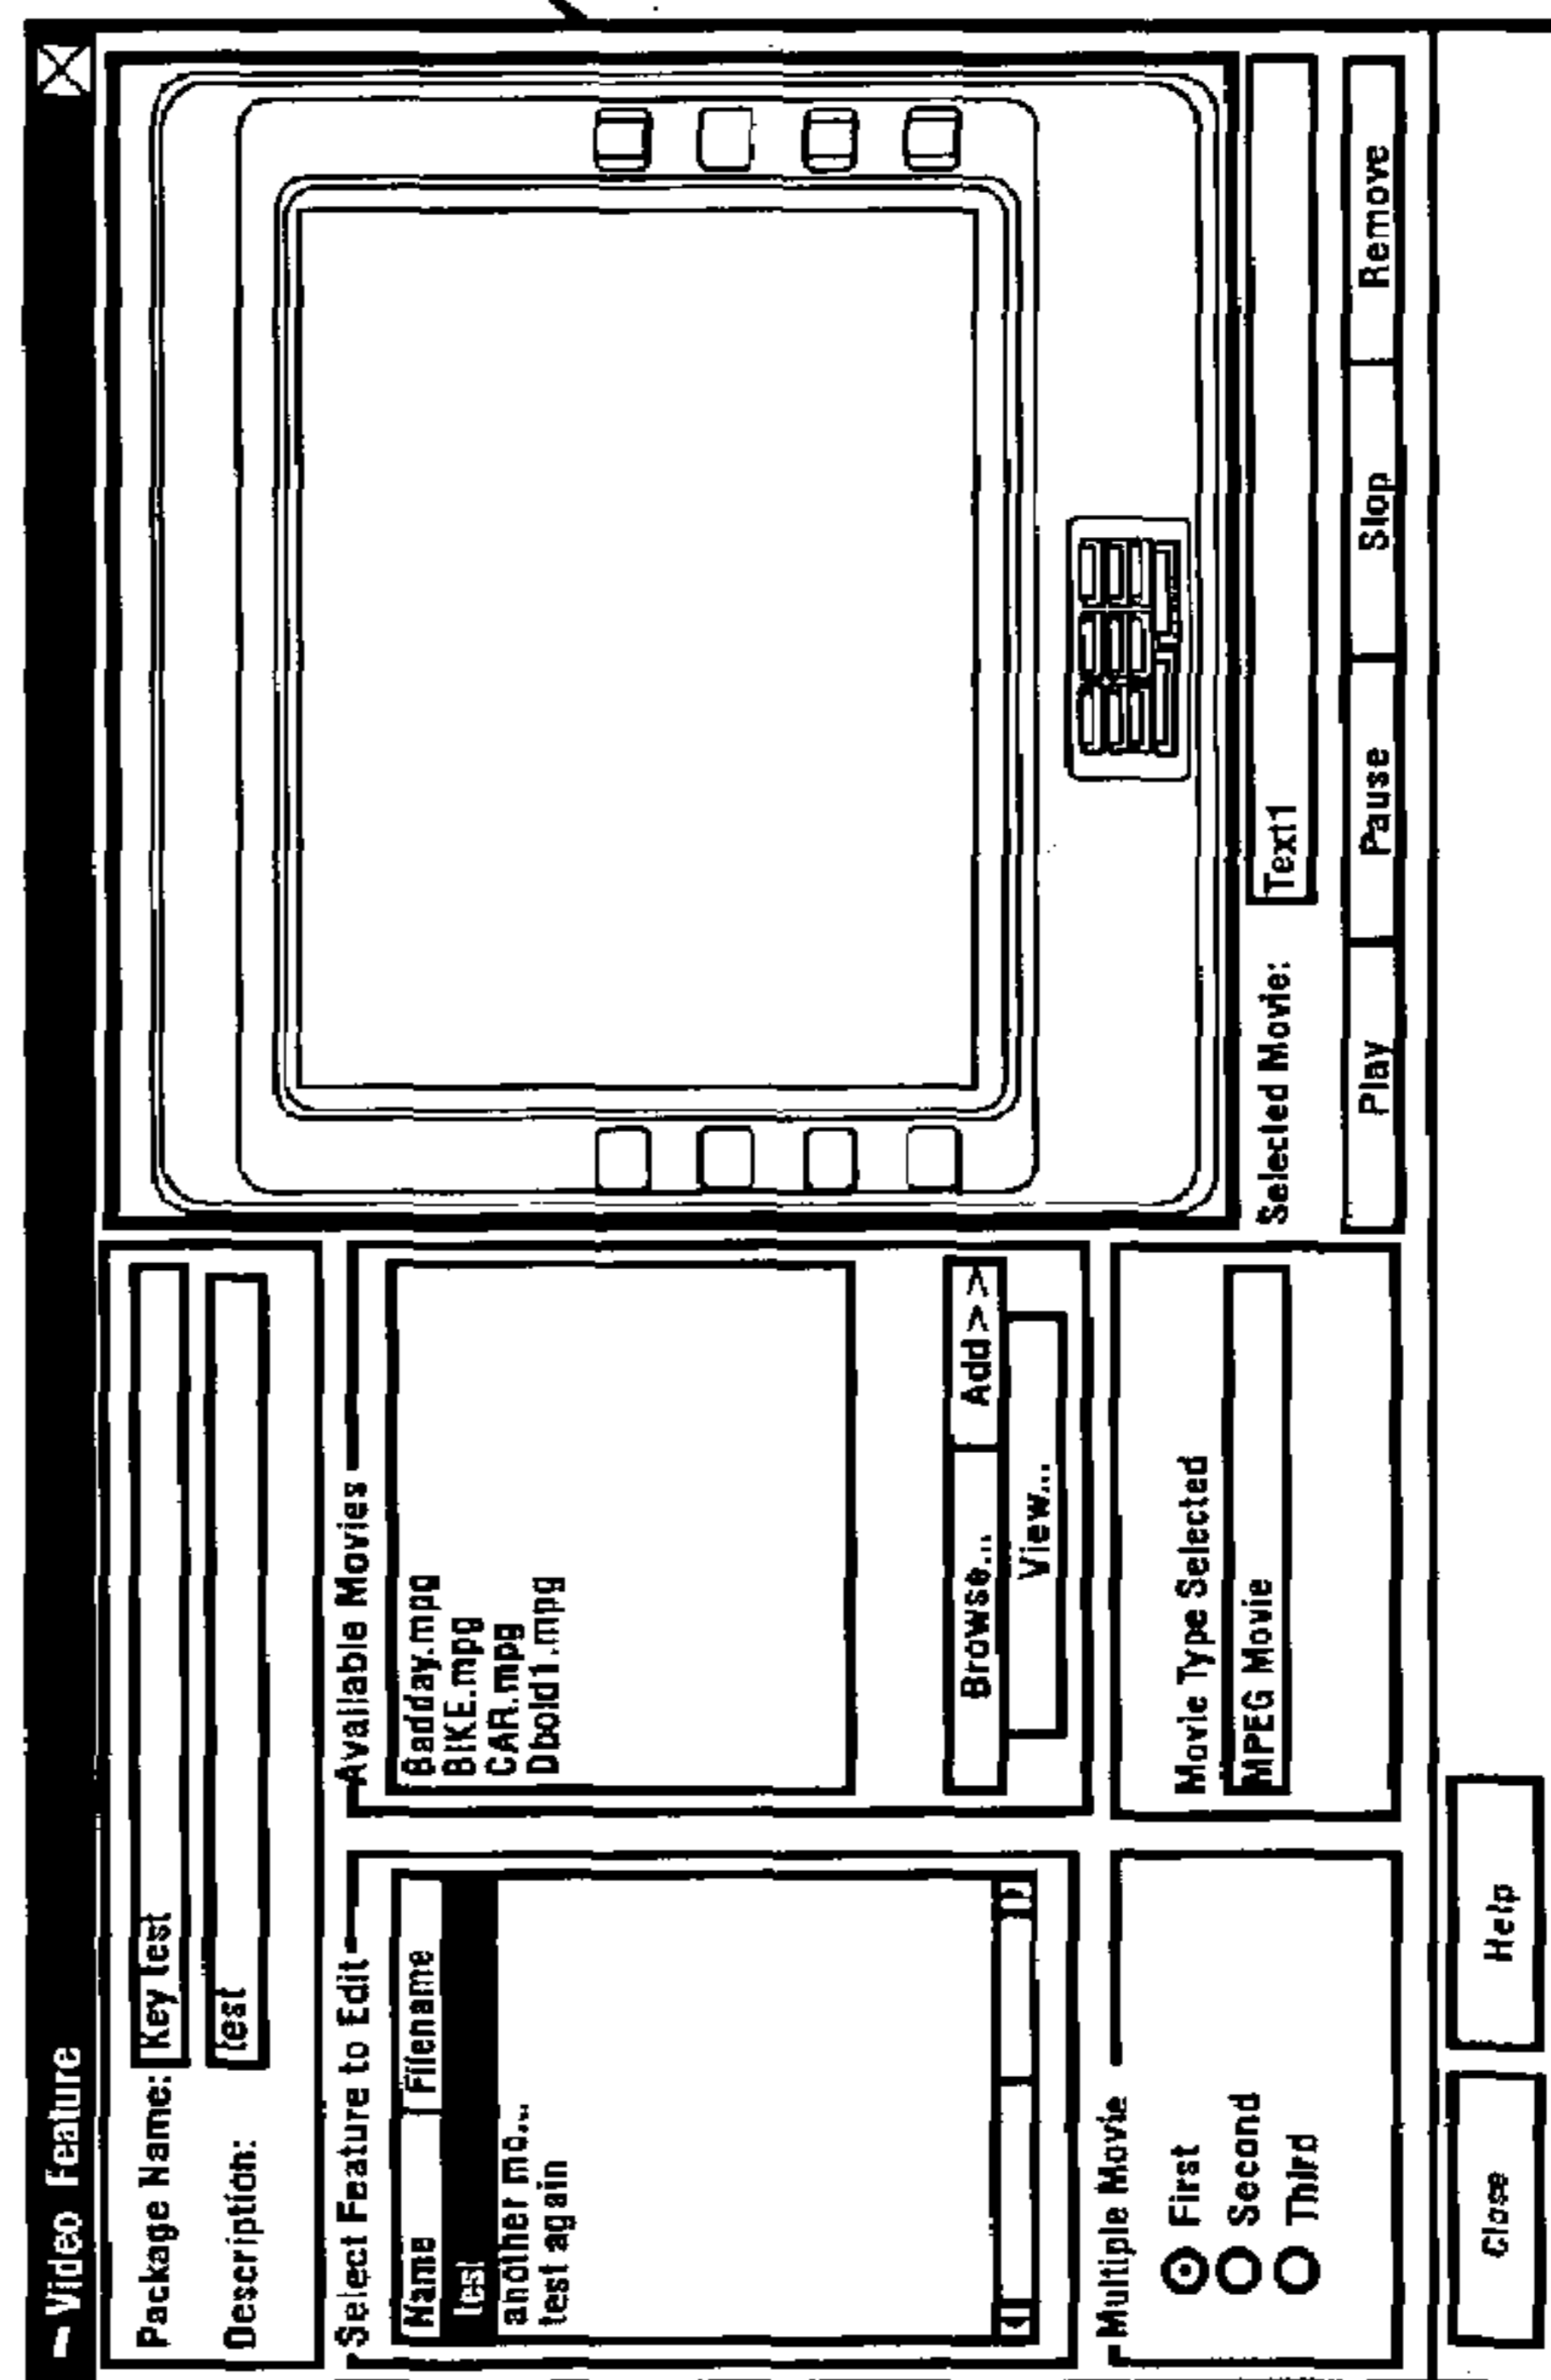 Video Feature
Package Name: Key test
Description: test
Select Feature to Edit
Name Filename
test
another mo...
test again
Available Movies
Badday.mpg
BIKE.mpg
CAR.mpg
Dbold1.mpg
Browse... Add>>
View...
Multiple Movie
First
Second
Third
Movie Type Selected
MPEG Movie
Selected Movie: Text1
Play Pause Stop Remove
Close Help